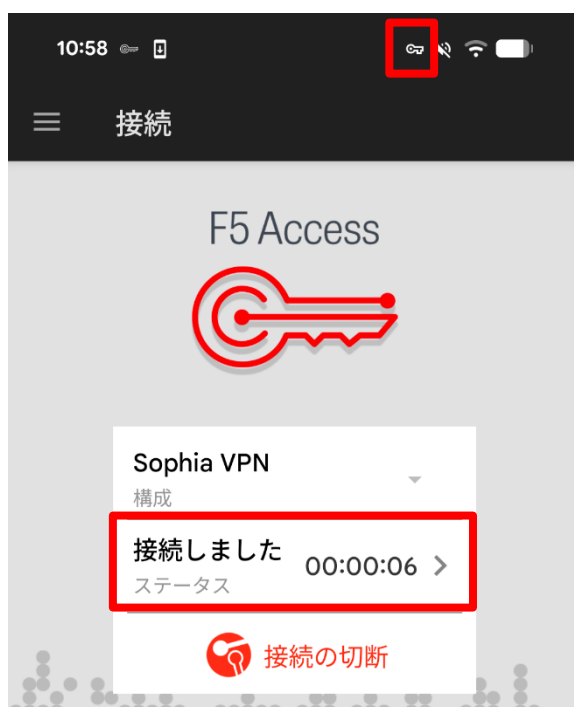 10:58
接続
F5 Access
Sophia VPN
構成
接続しました
ステータス
00:00:06
接続の切断